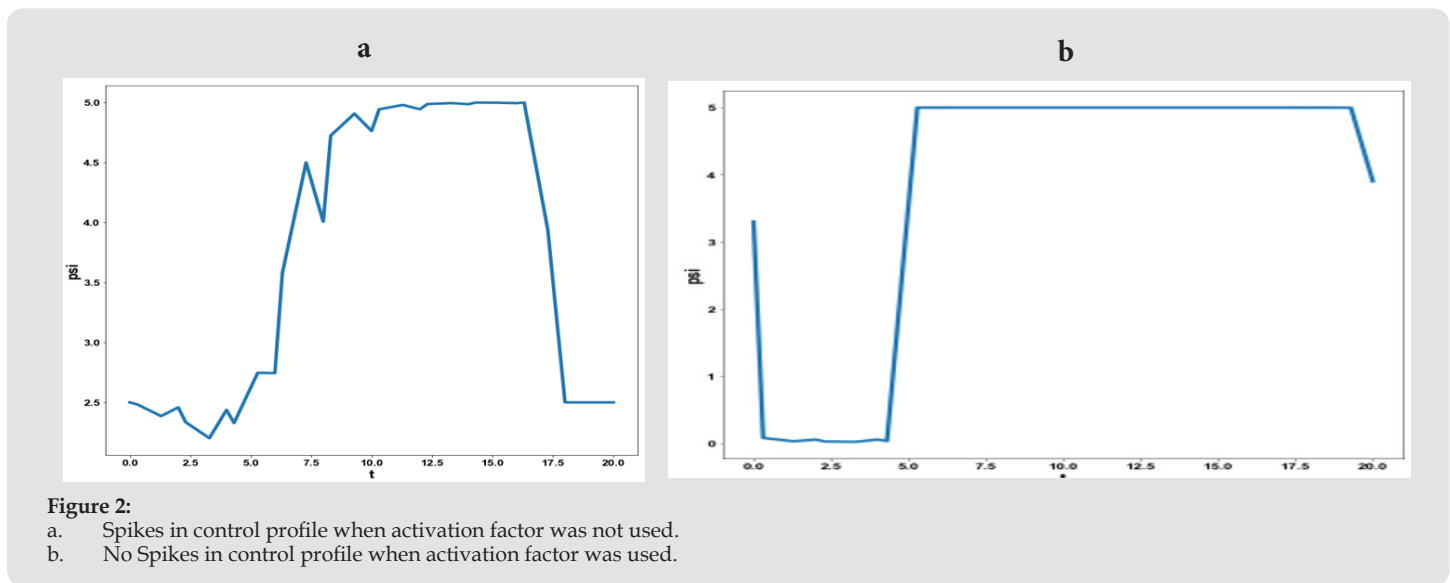 a
5.0
4.5
4.0
3.5
3.0
2.5
psi
0.0 2.5 5.0 7.5 10.0 12.5 15.0 17.5 20.0
t
b
5
4
3
2
1
0
psi
0.0 2.5 5.0 7.5 10.0 12.5 15.0 17.5 20.0
Figure 2:
a. Spikes in control profile when activation factor was not used.
b. No Spikes in control profile when activation factor was used.